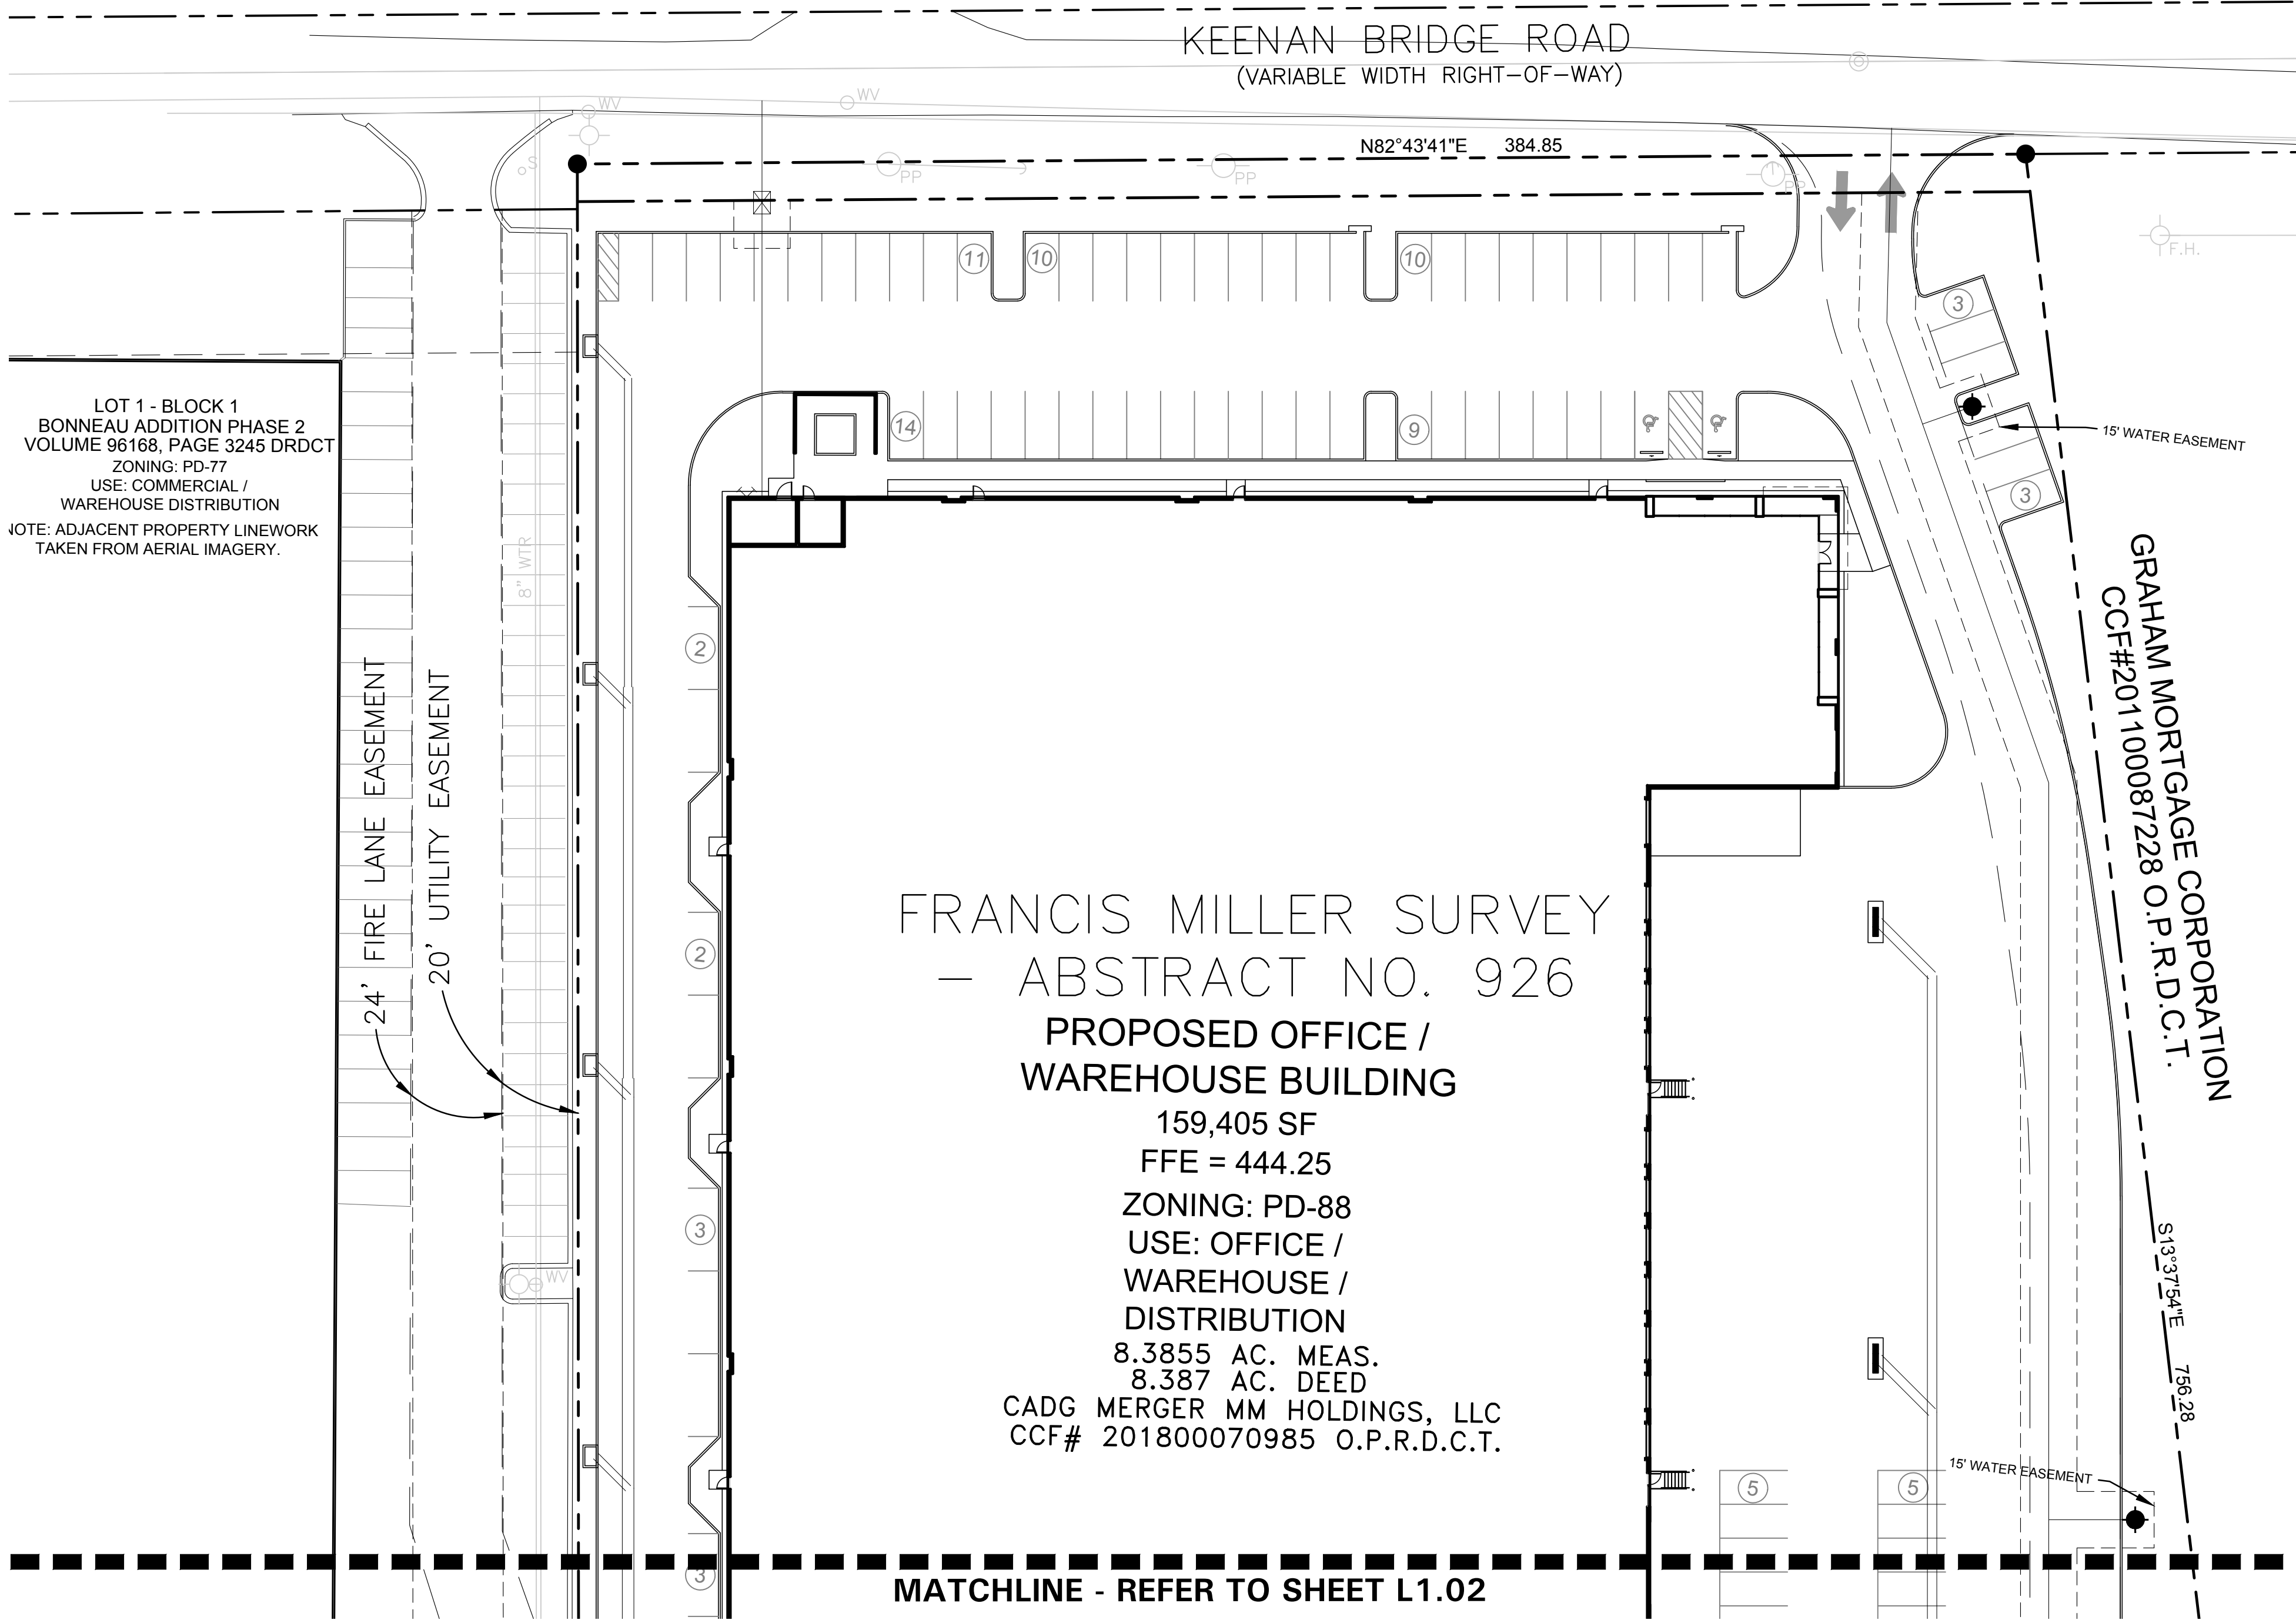 KEENAN BRIDGE ROAD
(VARIABLE WIDTH RIGHT-OF-WAY)
WV
WV
N82°43'41"E 384.85
S
PP
PP
PP
F.H.
11
10
10
3
LOT 1 - BLOCK 1
BONNEAU ADDITION PHASE 2
VOLUME 96168, PAGE 3245 DRDCT
ZONING: PD-77
USE: COMMERCIAL /
WAREHOUSE DISTRIBUTION
NOTE: ADJACENT PROPERTY LINEWORK
TAKEN FROM AERIAL IMAGERY.
14
9
15' WATER EASEMENT
3
8" WTR
GRAHAM MORTGAGE CORPORATION
CCF#201100087228 O.P.R.D.C.T.
24' FIRE LANE EASEMENT
20' UTILITY EASEMENT
2
2
3
FRANCIS MILLER SURVEY
- ABSTRACT NO. 926
PROPOSED OFFICE /
WAREHOUSE BUILDING
159,405 SF
FFE = 444.25
ZONING: PD-88
USE: OFFICE /
WAREHOUSE /
DISTRIBUTION
8.3855 AC. MEAS.
8.387 AC. DEED
CADG MERGER MM HOLDINGS, LLC
CCF# 201800070985 O.P.R.D.C.T.
WV
S13°37'54"E 756.28
15' WATER EASEMENT
5
5
3
MATCHLINE - REFER TO SHEET L1.02